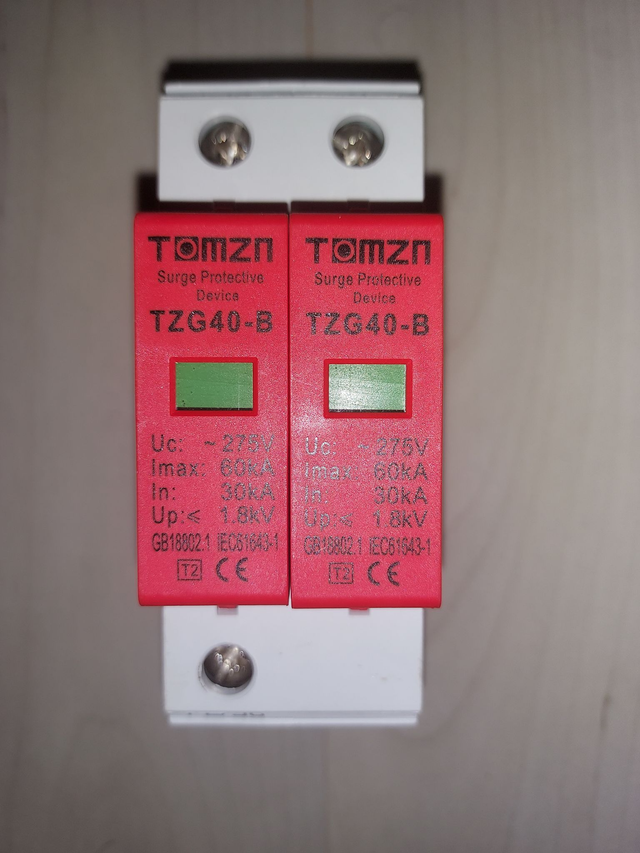 TOMZN
Surge Protective
Device
TZG40-B
Uc: ~275V
Imax: 60kA
In: 30kA
Up:≤ 1.8kV
GB18802.1 IEC61643-1
T2 CE
TOMZN
Surge Protective
Device
TZG40-B
Uc: ~275V
Imax: 60kA
In: 30kA
Up:≤ 1.8kV
GB18802.1 IEC61643-1
T2 CE